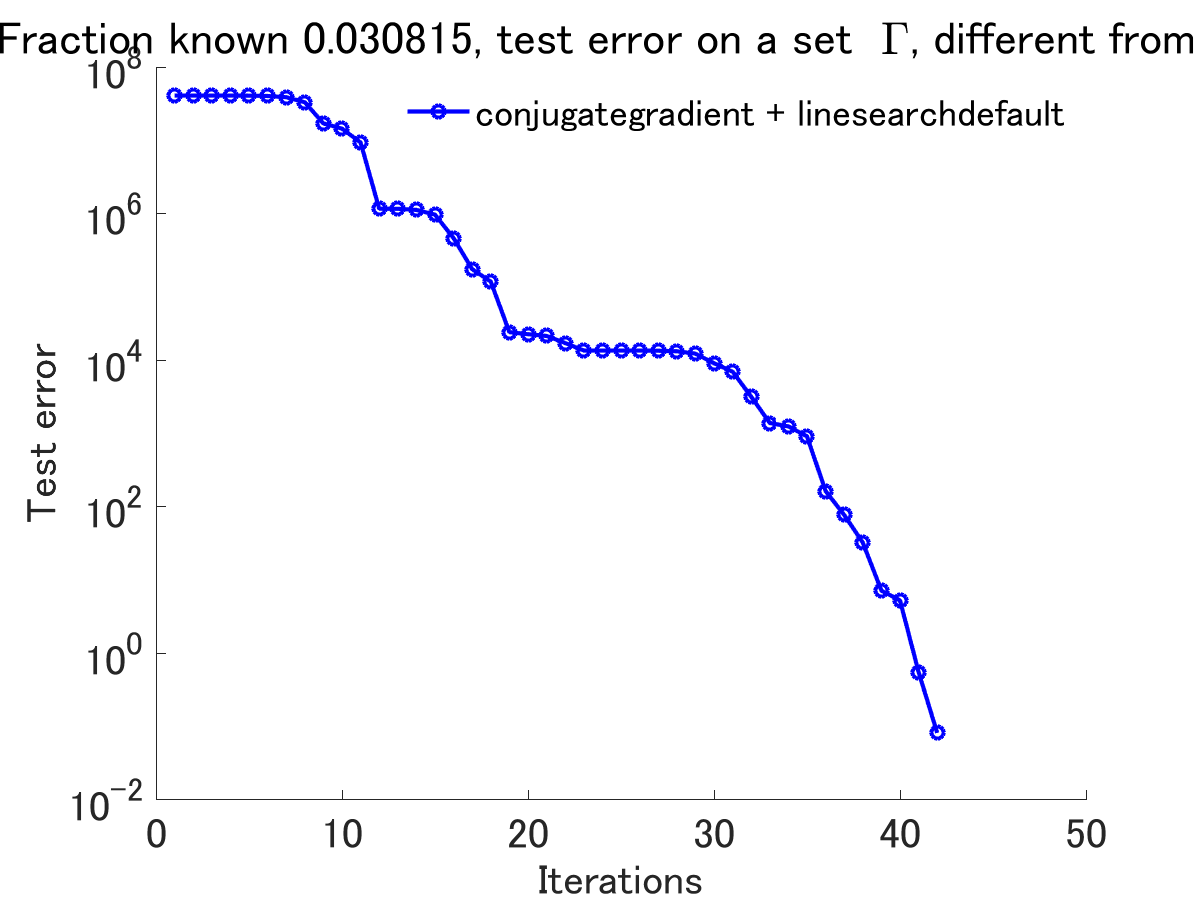 Fraction known 0.030815, test error on a set Γ, different from
conjugategradient + linesearchdefault
10^8
10^6
10^4
10^2
10^0
10^-2
Test error
0 10 20 30 40 50
Iterations